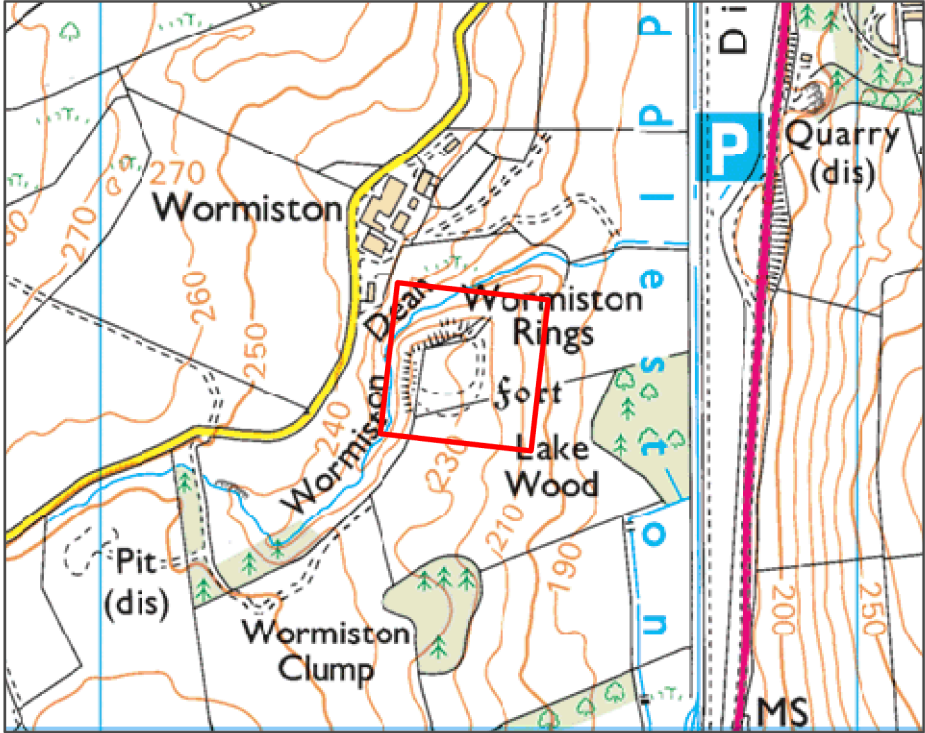 Di
P
Quarry
(dis)
270
Wormiston
270
260
250
240
Wormiston Dean
Wormiston
Rings
fort
Lake
Wood
230
210
190
200
250
Pit
(dis)
Wormiston
Clump
MS
d d l e s t o n